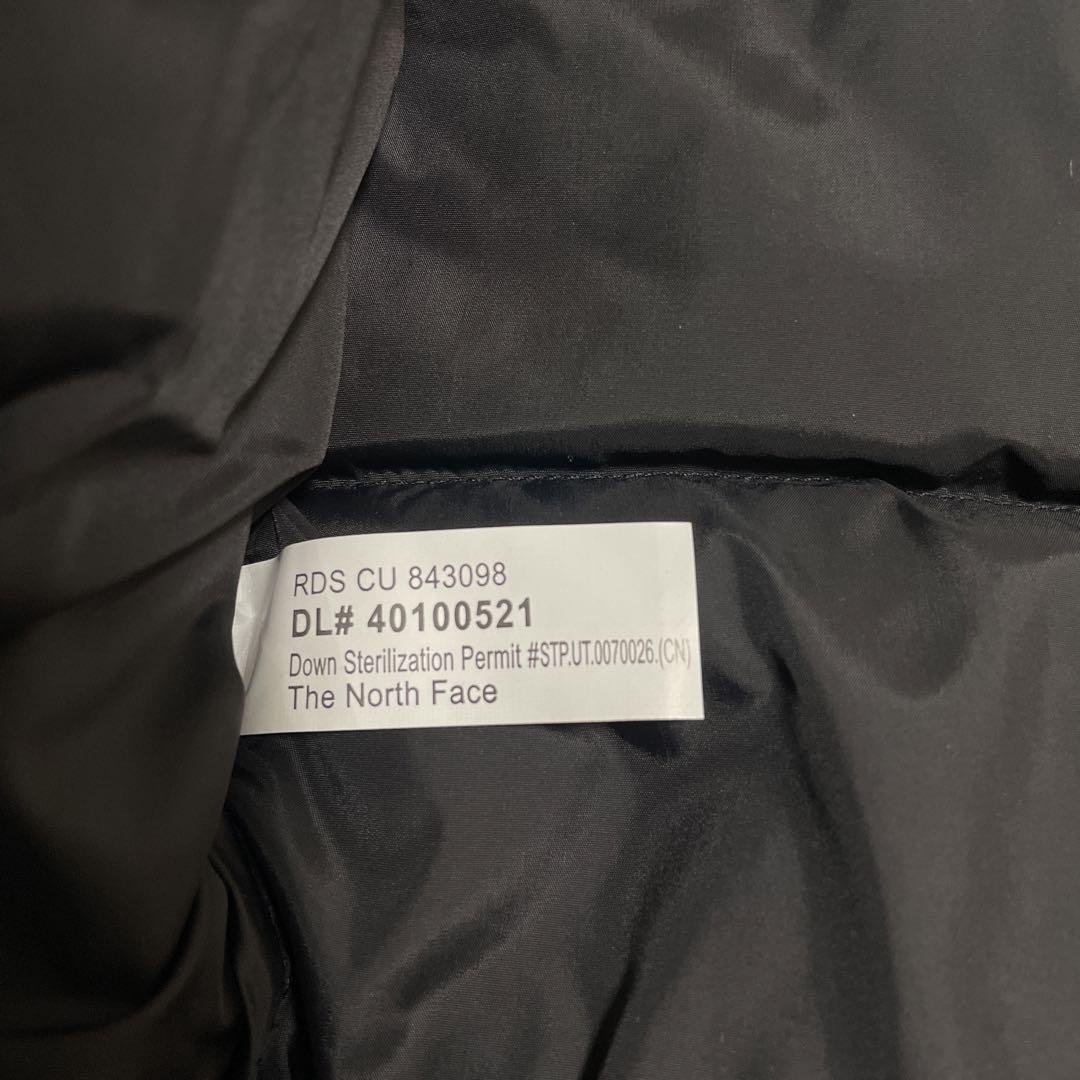 RDS CU 843098
DL# 40100521
Down Sterilization Permit #STP.UT.0070026.(CN)
The North Face